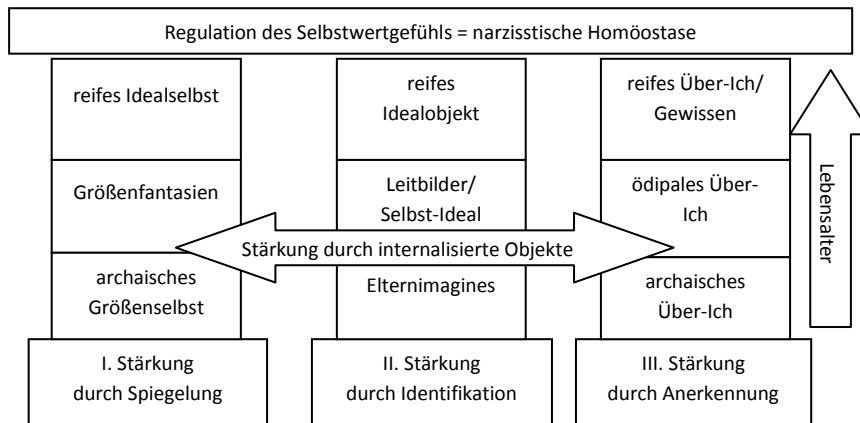 Regulation des Selbstwertgefühls = narzisstische Homöostase
reifes Idealselbst
reifes
Idealobjekt
reifes Über-Ich/
Gewissen
Größenfantasien
Leitbilder/
Selbst-Ideal
ödipales Über-
Ich
Lebensalter
Stärkung durch internalisierte Objekte
archaisches
Größenselbst
Elternimagines
archaisches
Über-Ich
I. Stärkung
durch Spiegelung
II. Stärkung
durch Identifikation
III. Stärkung
durch Anerkennung